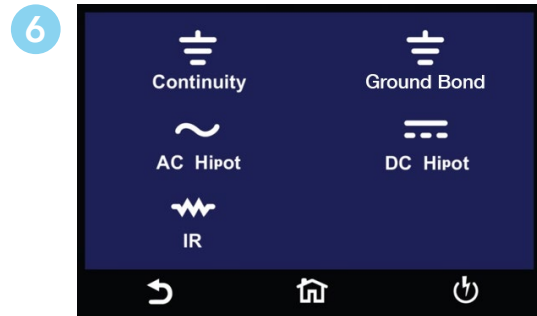 6
Continuity Ground Bond
AC Hipot DC Hipot
IR